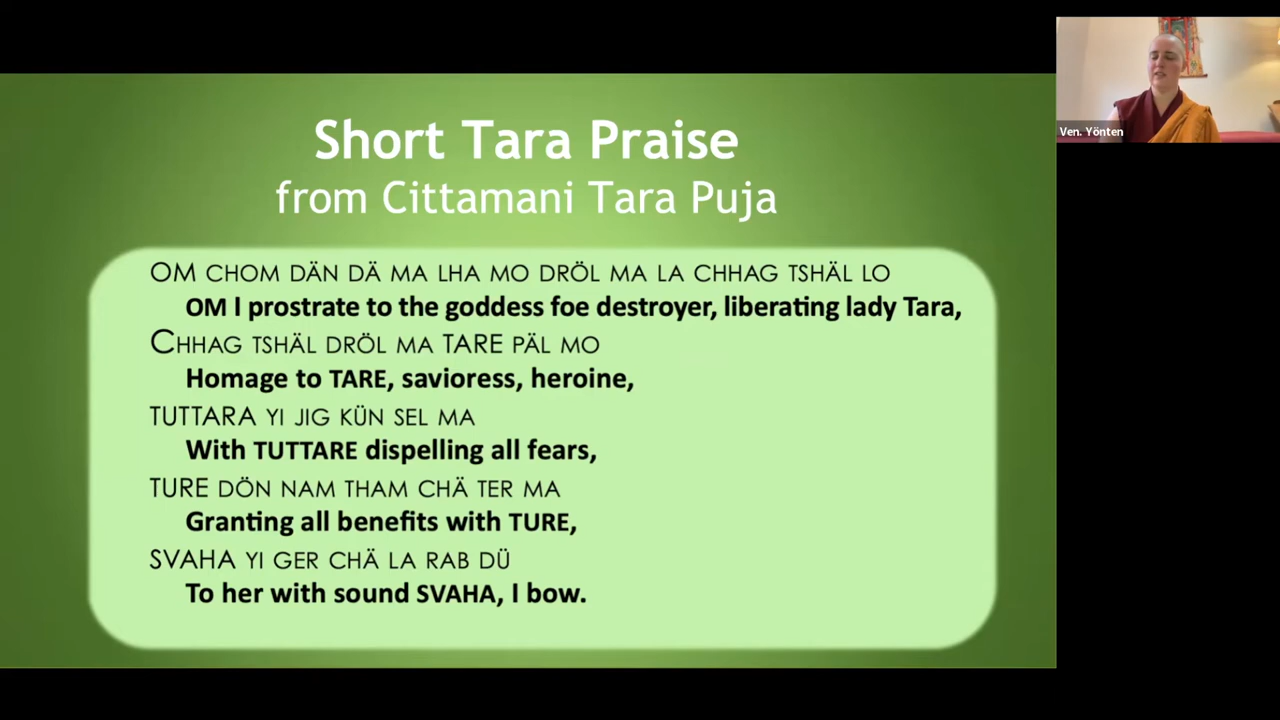 Short Tara Praise
from Cittamani Tara Puja
OM CHOM DÄN DÄ MA LHA MO DRÖL MA LA CHHAG TSHÄL LO
OM I prostrate to the goddess foe destroyer, liberating lady Tara,
CHHAG TSHÄL DRÖL MA TARE PÄL MO
Homage to TARE, savioress, heroine,
TUTTARA YI JIG KÜN SEL MA
With TUTTARE dispelling all fears,
TURE DÖN NAM THAM CHÄ TER MA
Granting all benefits with TURE,
SVAHA YI GER CHÄ LA RAB DÜ
To her with sound SVAHA, I bow.
Ven. Yönten